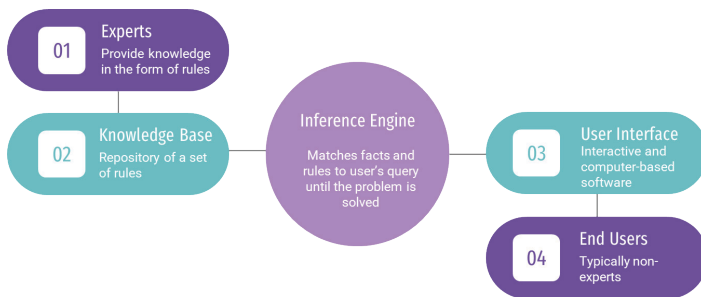 01
Experts
Provide knowledge
in the form of rules
02
Knowledge Base
Repository of a set
of rules
Inference Engine
Matches facts and
rules to user's query
until the problem is
solved
03
User Interface
Interactive and
computer-based
software
04
End Users
Typically non-
experts